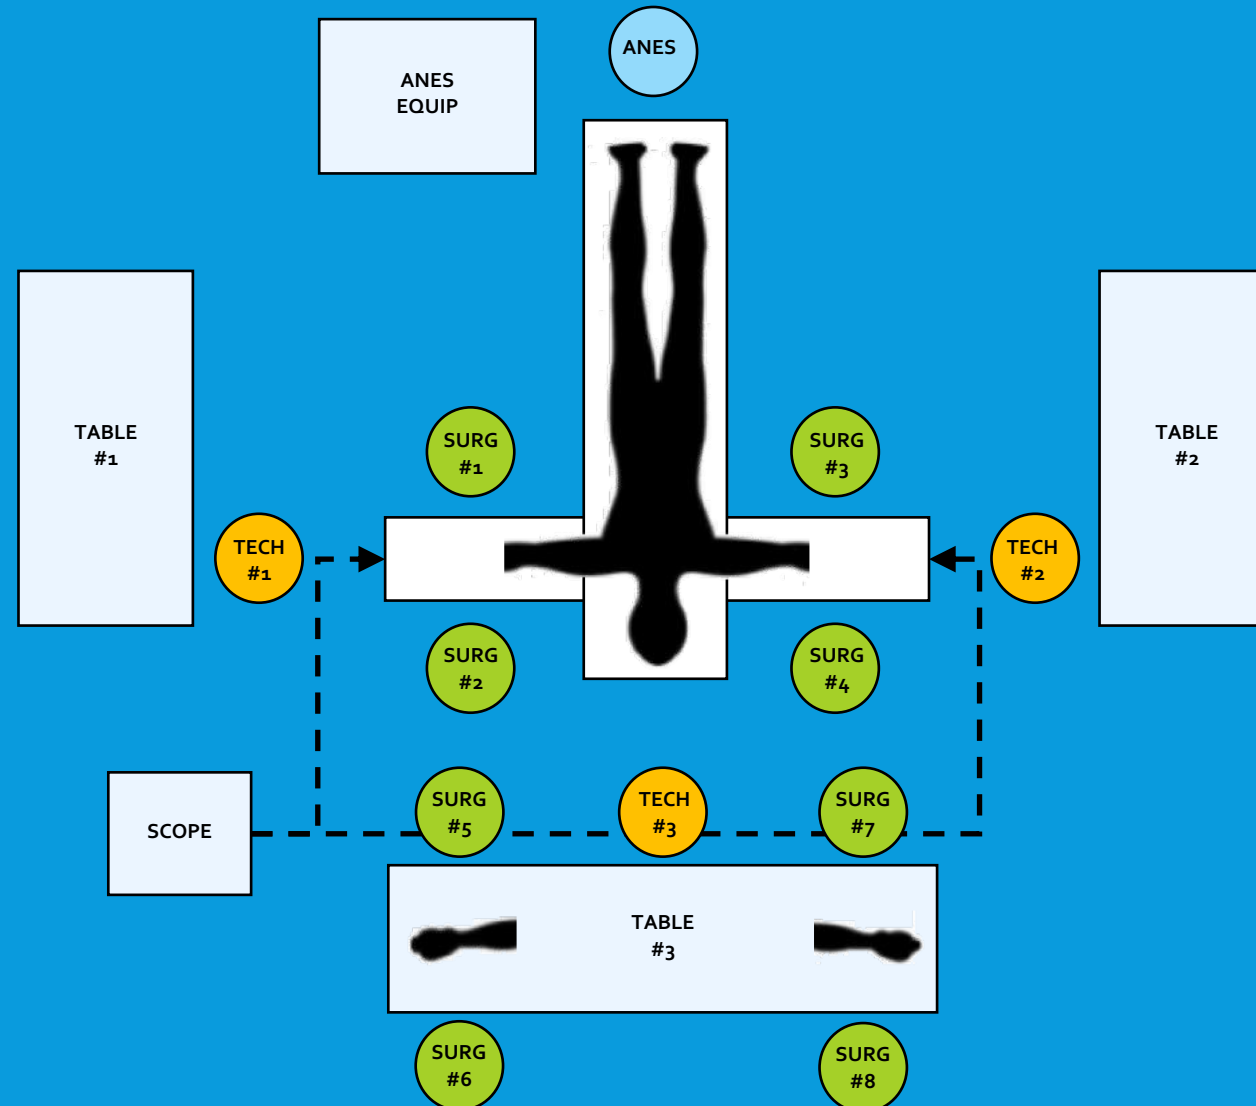 ANES
ANES
EQUIP
TABLE
#1
TABLE
#2
SURG
#1
SURG
#3
TECH
#1
TECH
#2
SURG
#2
SURG
#4
SCOPE
SURG
#5
TECH
#3
SURG
#7
TABLE
#3
SURG
#6
SURG
#8